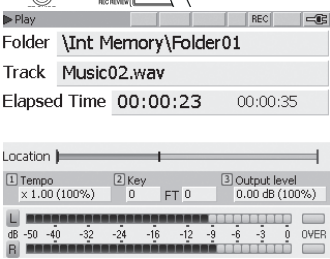 REC REVIEW
Play REC
Folder \Int Memory\Folder01
Track Music02.wav
Elapsed Time 00:00:23 00:00:35
Location
1 Tempo 2 Key 3 Output level
x 1.00 (100%) 0 FT 0 0.00 dB (100%)
L
dB -50 -40 -32 -24 -16 -12 -9 -6 -3 0 OVER
R